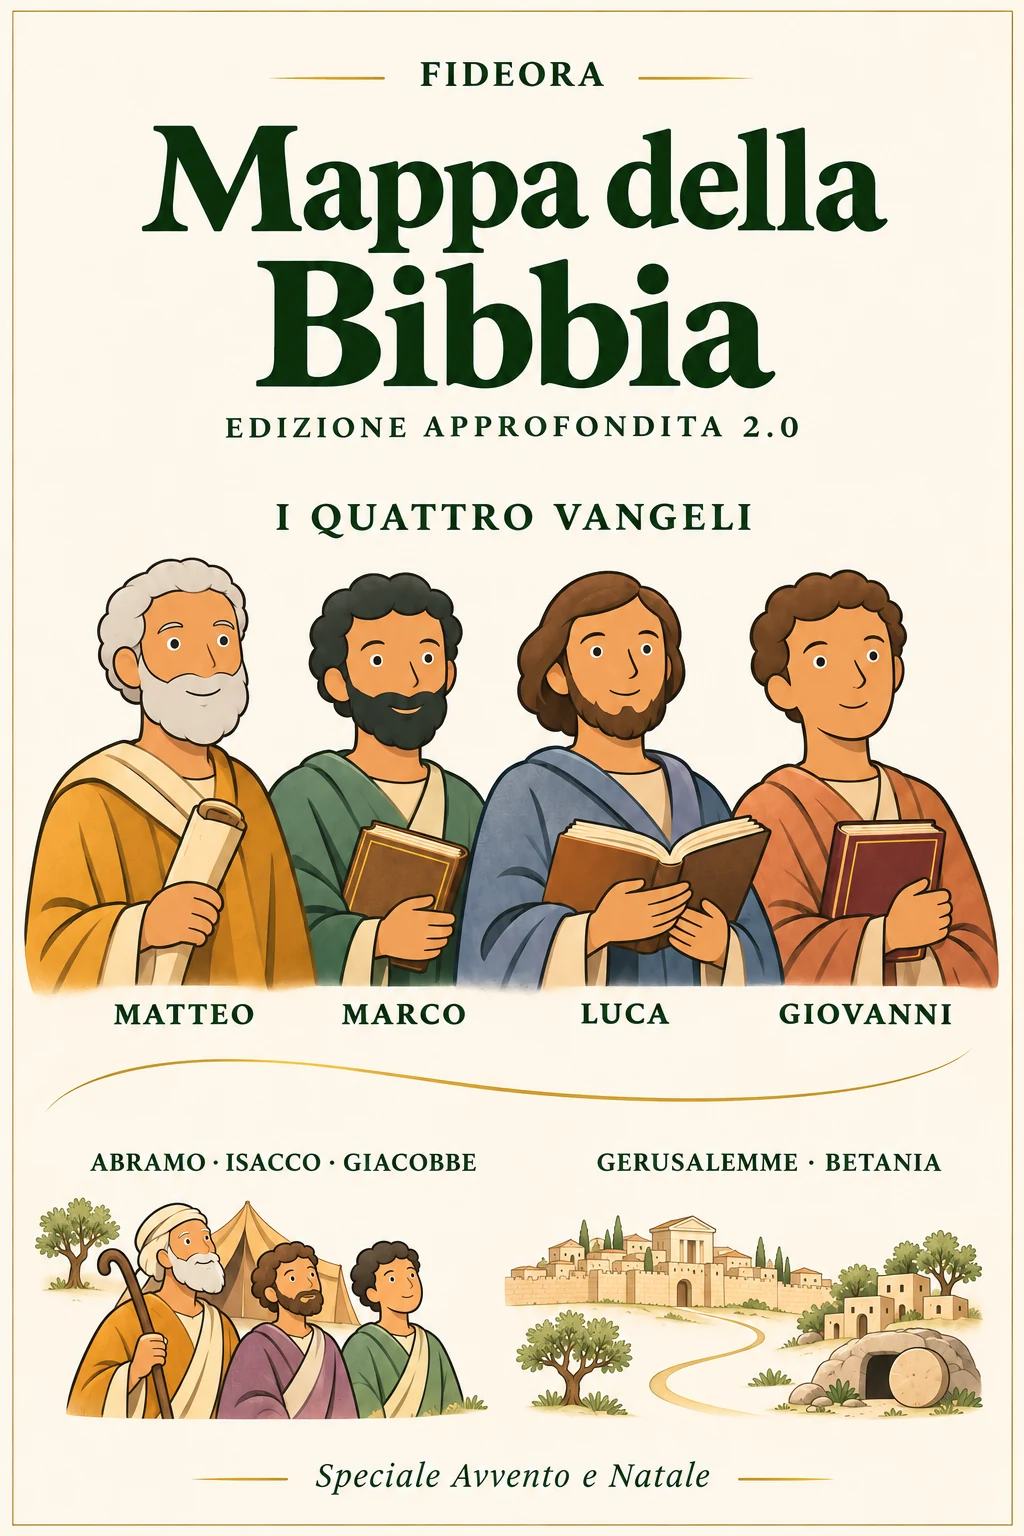 FIDEORA
Mappa della
Bibbia
EDIZIONE APPROFONDITA 2.0
I QUATTRO VANGELI
MATTEO MARCO LUCA GIOVANNI
ABRAMO · ISACCO · GIACOBBE
GERUSALEMME · BETANIA
Speciale Avvento e Natale